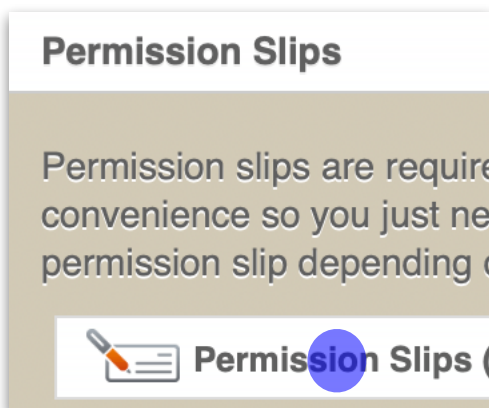 Permission Slips
Permission slips are require
convenience so you just ne
permission slip depending
Permission Slips (